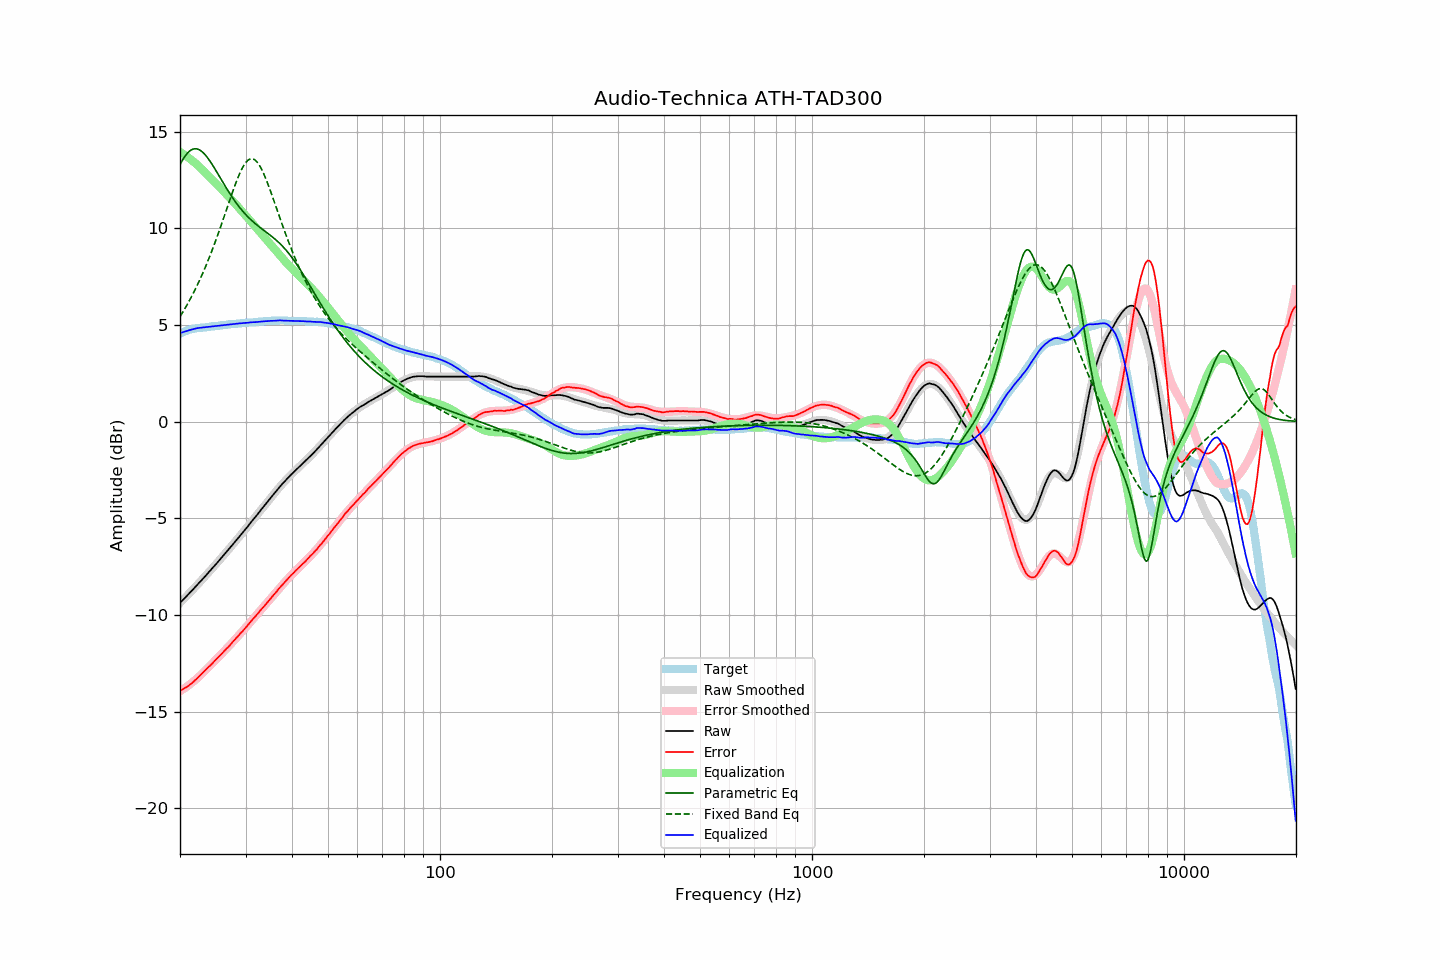 Audio-Technica ATH-TAD300
15
10
5
0
−5
−10
−15
−20
Amplitude (dBr)
Target
Raw Smoothed
Error Smoothed
Raw
Error
Equalization
Parametric Eq
Fixed Band Eq
Equalized
100
1000
10000
Frequency (Hz)